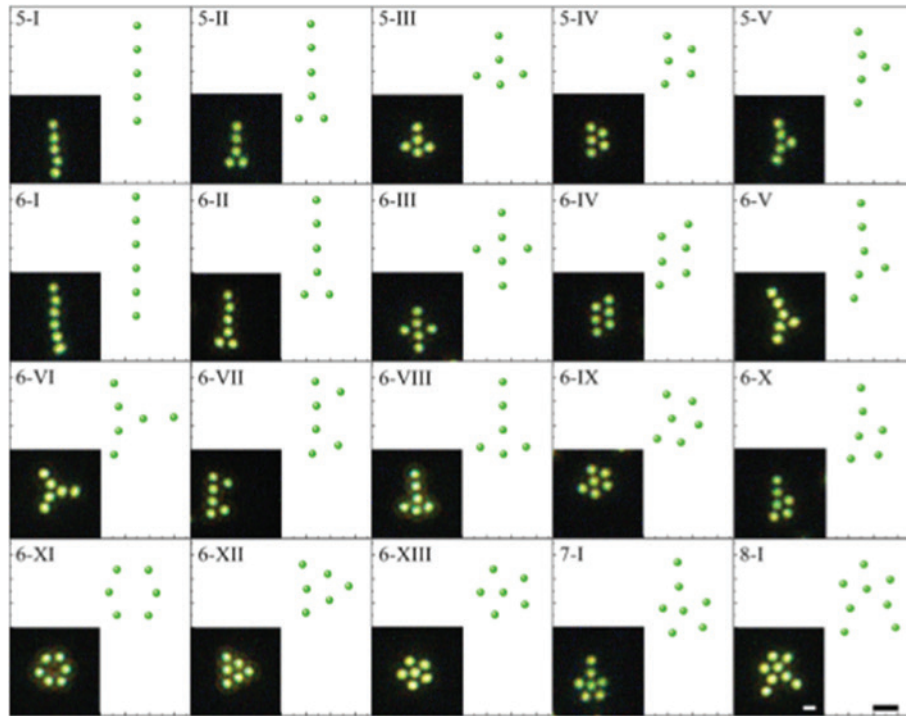 5-I 5-II 5-III 5-IV 5-V
6-I 6-II 6-III 6-IV 6-V
6-VI 6-VII 6-VIII 6-IX 6-X
6-XI 6-XII 6-XIII 7-I 8-I